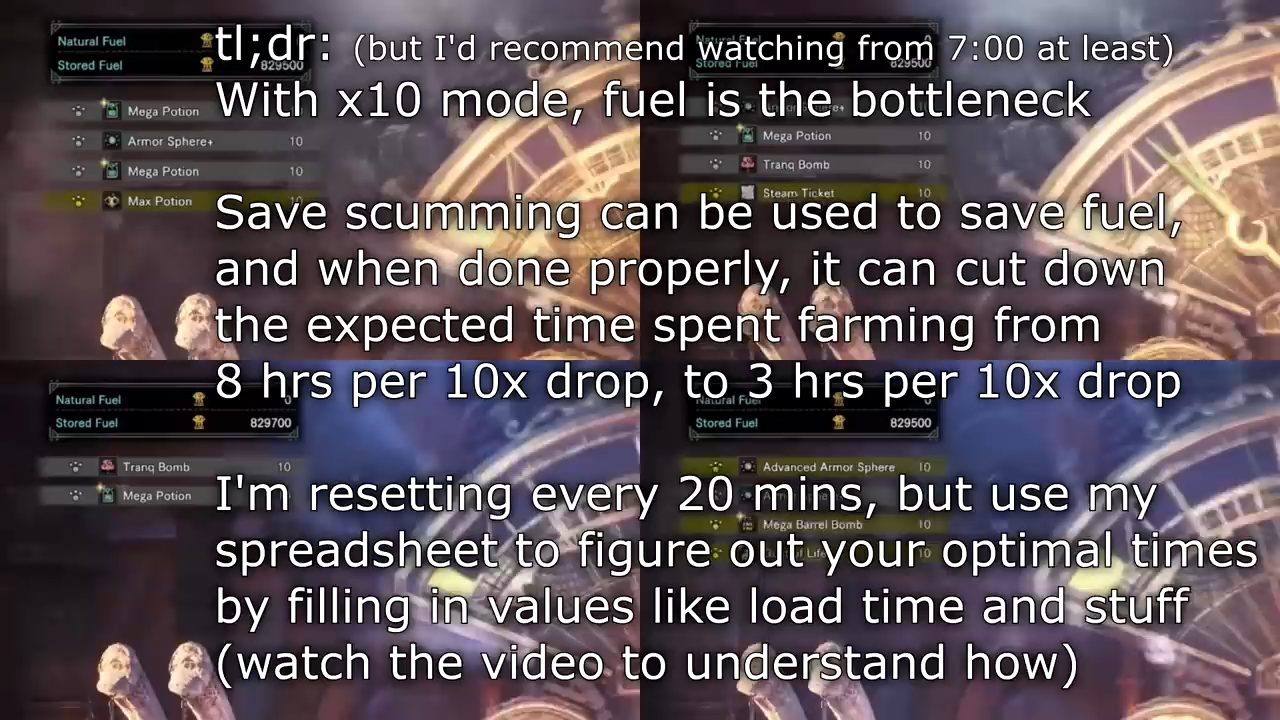 tl;dr: (but I'd recommend watching from 7:00 at least)
With x10 mode, fuel is the bottleneck
Save scumming can be used to save fuel,
and when done properly, it can cut down
the expected time spent farming from
8 hrs per 10x drop, to 3 hrs per 10x drop
I'm resetting every 20 mins, but use my
spreadsheet to figure out your optimal times
by filling in values like load time and stuff
(watch the video to understand how)
Natural Fuel
Stored Fuel 829500
Mega Potion
Armor Sphere+ 10
Mega Potion 10
Max Potion
Stored Fuel 829500
Mega Potion 10
Tranq Bomb 10
Steam Ticket 10
Natural Fuel 0
Stored Fuel 829700
Tranq Bomb 10
Mega Potion
Natural Fuel 0
Stored Fuel 829500
Advanced Armor Sphere 10
Mega Barrel Bomb 10
10